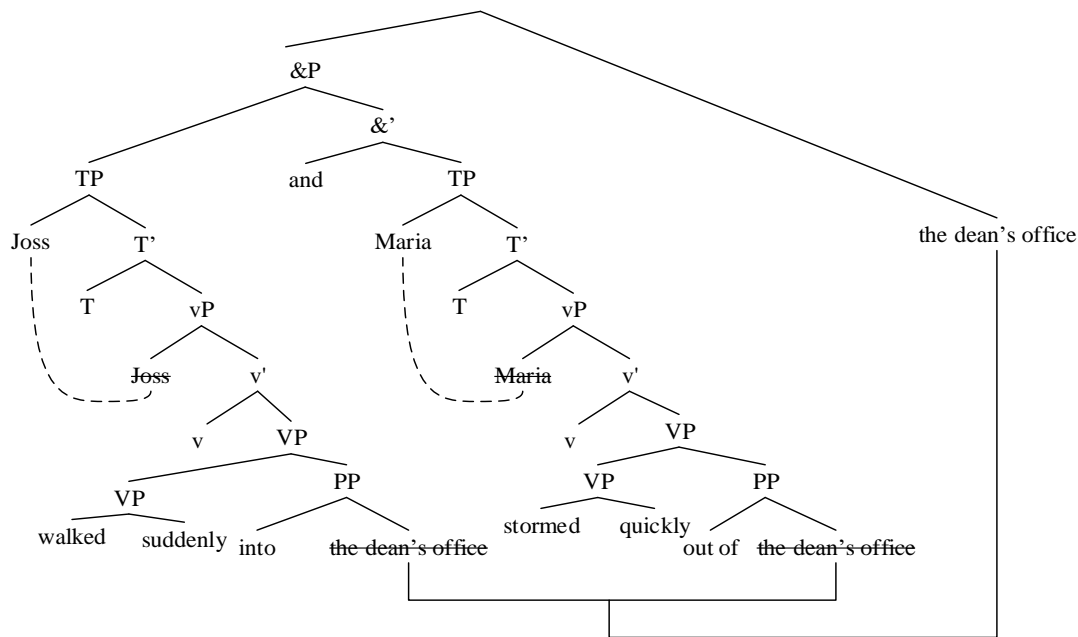 &P
&’
TP and TP
Joss T’ Maria T’ the dean’s office
T vP T vP
Joss v' Maria v'
v VP v VP
VP PP VP PP
walked suddenly into the dean’s office stormed quickly out of the dean’s office